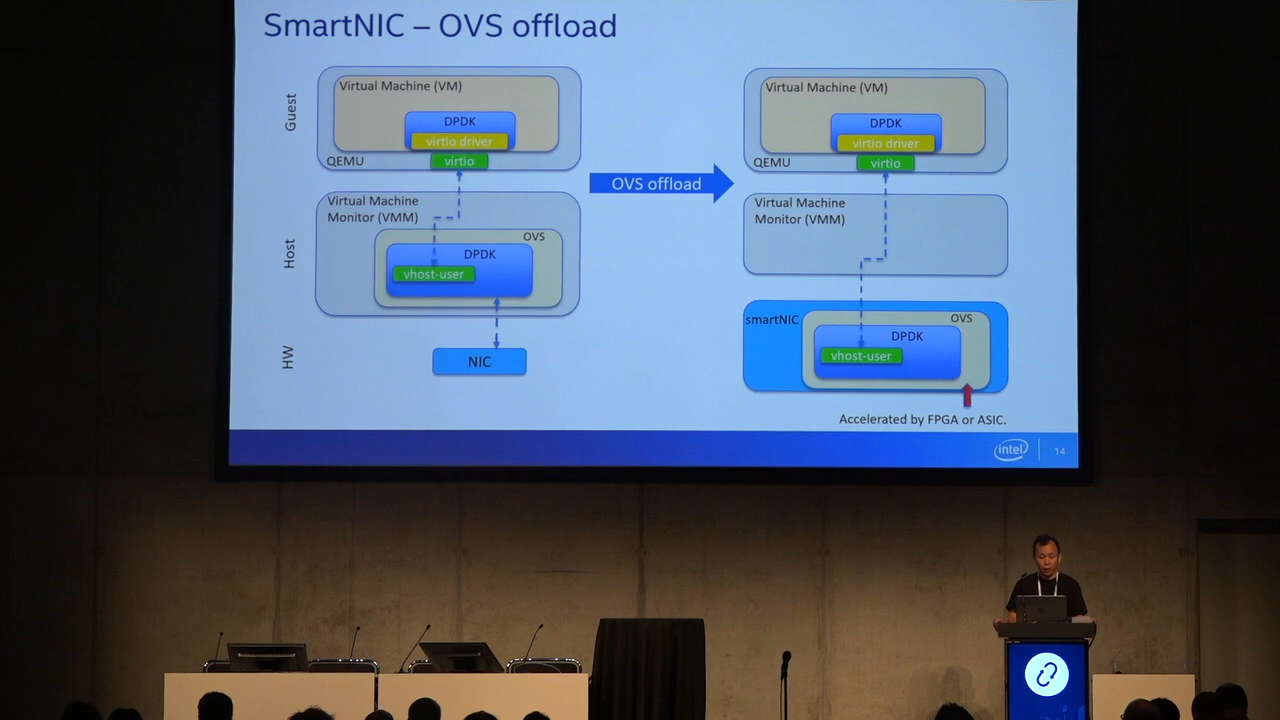 SmartNIC – OVS offload
Guest
Virtual Machine (VM)
DPDK
virtio driver
QEMU
virtio
Host
Virtual Machine
Monitor (VMM)
OVS
DPDK
vhost-user
HW
NIC
OVS offload
Virtual Machine (VM)
DPDK
virtio driver
QEMU
virtio
Virtual Machine
Monitor (VMM)
smartNIC
OVS
DPDK
vhost-user
Accelerated by FPGA or ASIC.
intel
14